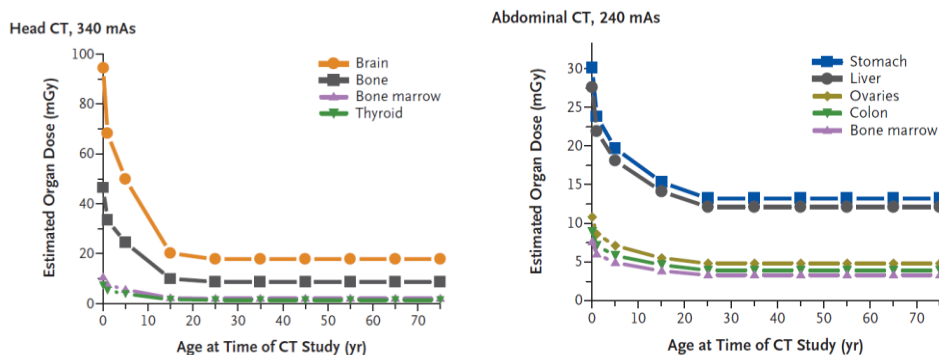 Head CT, 340 mAs
Estimated Organ Dose (mGy)
100
80
60
40
20
0
Brain
Bone
Bone marrow
Thyroid
0 10 20 30 40 50 60 70
Age at Time of CT Study (yr)
Abdominal CT, 240 mAs
Estimated Organ Dose (mGy)
30
25
20
15
10
5
0
Stomach
Liver
Ovaries
Colon
Bone marrow
0 10 20 30 40 50 60 70
Age at Time of CT Study (yr)